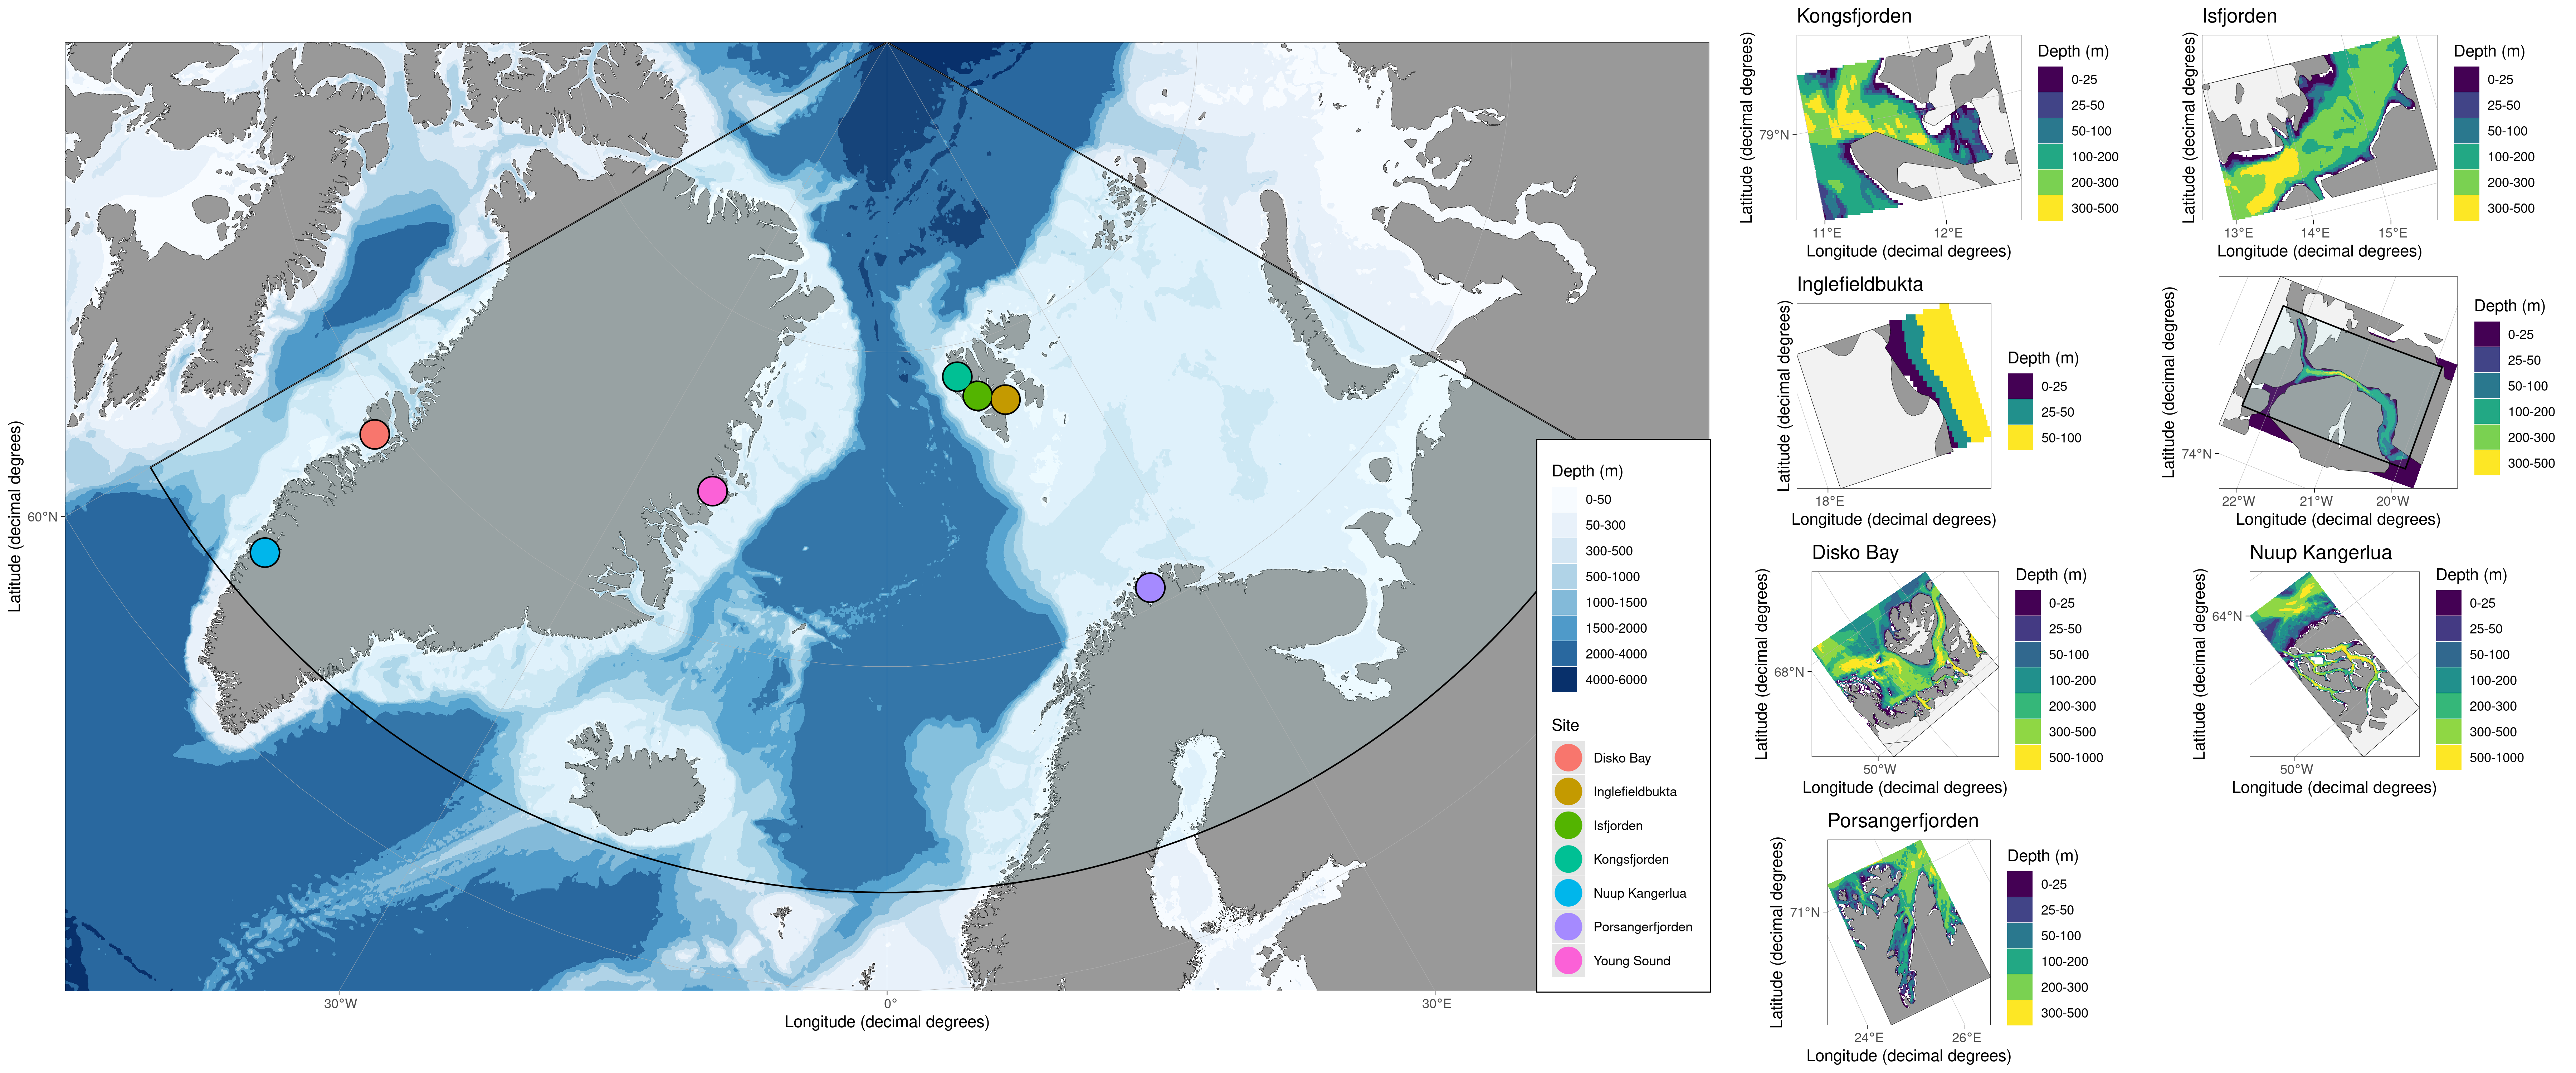 Latitude (decimal degrees)
60°N
30°W
0°
30°E
Longitude (decimal degrees)
Depth (m)
0-50
50-300
300-500
500-1000
1000-1500
1500-2000
2000-4000
4000-6000
Site
Disko Bay
Inglefieldbukta
Isfjorden
Kongsfjorden
Nuup Kangerlua
Porsangerfjorden
Young Sound
Kongsfjorden
Latitude (decimal degrees)
79°N
11°E
12°E
Longitude (decimal degrees)
Depth (m)
0-25
25-50
50-100
100-200
200-300
300-500
Isfjorden
Latitude (decimal degrees)
13°E
14°E
15°E
Longitude (decimal degrees)
Depth (m)
0-25
25-50
50-100
100-200
200-300
300-500
Inglefieldbukta
Latitude (decimal degrees)
18°E
Longitude (decimal degrees)
Depth (m)
0-25
25-50
50-100
Latitude (decimal degrees)
74°N
22°W
21°W
20°W
Longitude (decimal degrees)
Depth (m)
0-25
25-50
50-100
100-200
200-300
300-500
Disko Bay
Latitude (decimal degrees)
68°N
50°W
Longitude (decimal degrees)
Depth (m)
0-25
25-50
50-100
100-200
200-300
300-500
500-1000
Nuup Kangerlua
Latitude (decimal degrees)
64°N
50°W
Longitude (decimal degrees)
Depth (m)
0-25
25-50
50-100
100-200
200-300
300-500
500-1000
Porsangerfjorden
Latitude (decimal degrees)
71°N
24°E
26°E
Longitude (decimal degrees)
Depth (m)
0-25
25-50
50-100
100-200
200-300
300-500